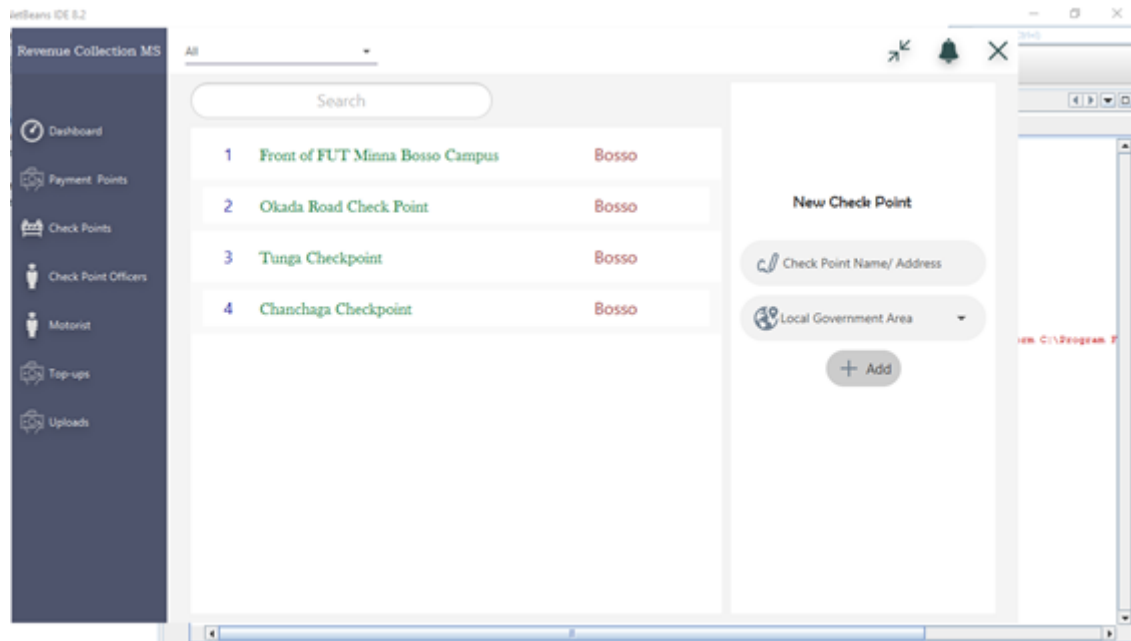 NetBeans IDE 8.2
Revenue Collection MS
All
Search
Dashboard
Payment Points
Check Points
Check Point Officers
Motorist
Top-ups
Uploads
1 Front of FUT Minna Bosso Campus Bosso
2 Okada Road Check Point Bosso
3 Tunga Checkpoint Bosso
4 Chanchaga Checkpoint Bosso
New Check Point
Check Point Name/ Address
Local Government Area
+ Add
C:\Program F